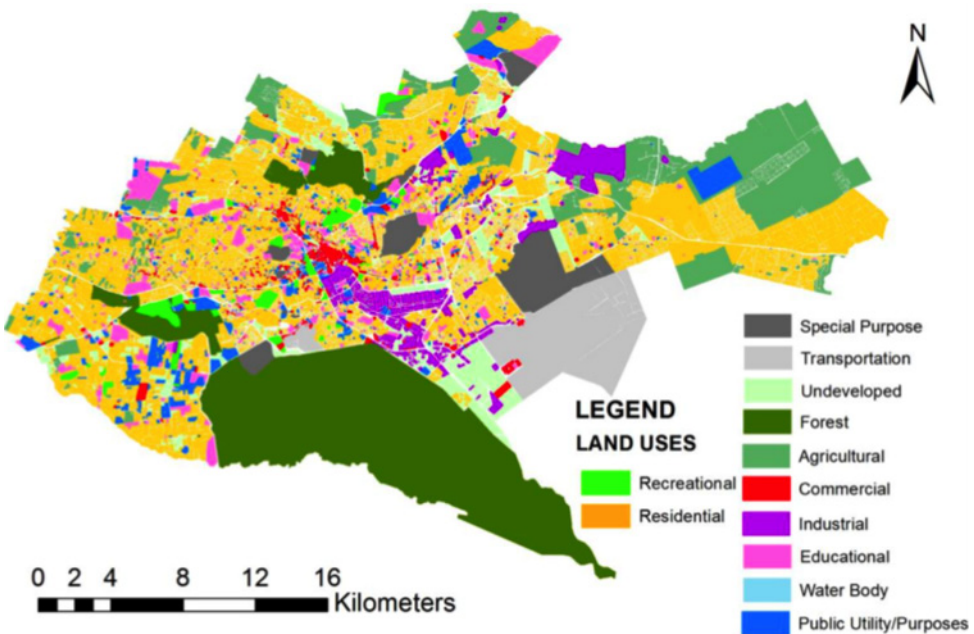 N
Special Purpose
Transportation
Undeveloped
LEGEND
Forest
LAND USES
Agricultural
Recreational
Commercial
Residential
Industrial
Educational
Water Body
Public Utility/Purposes
0 2 4 8 12 16
Kilometers